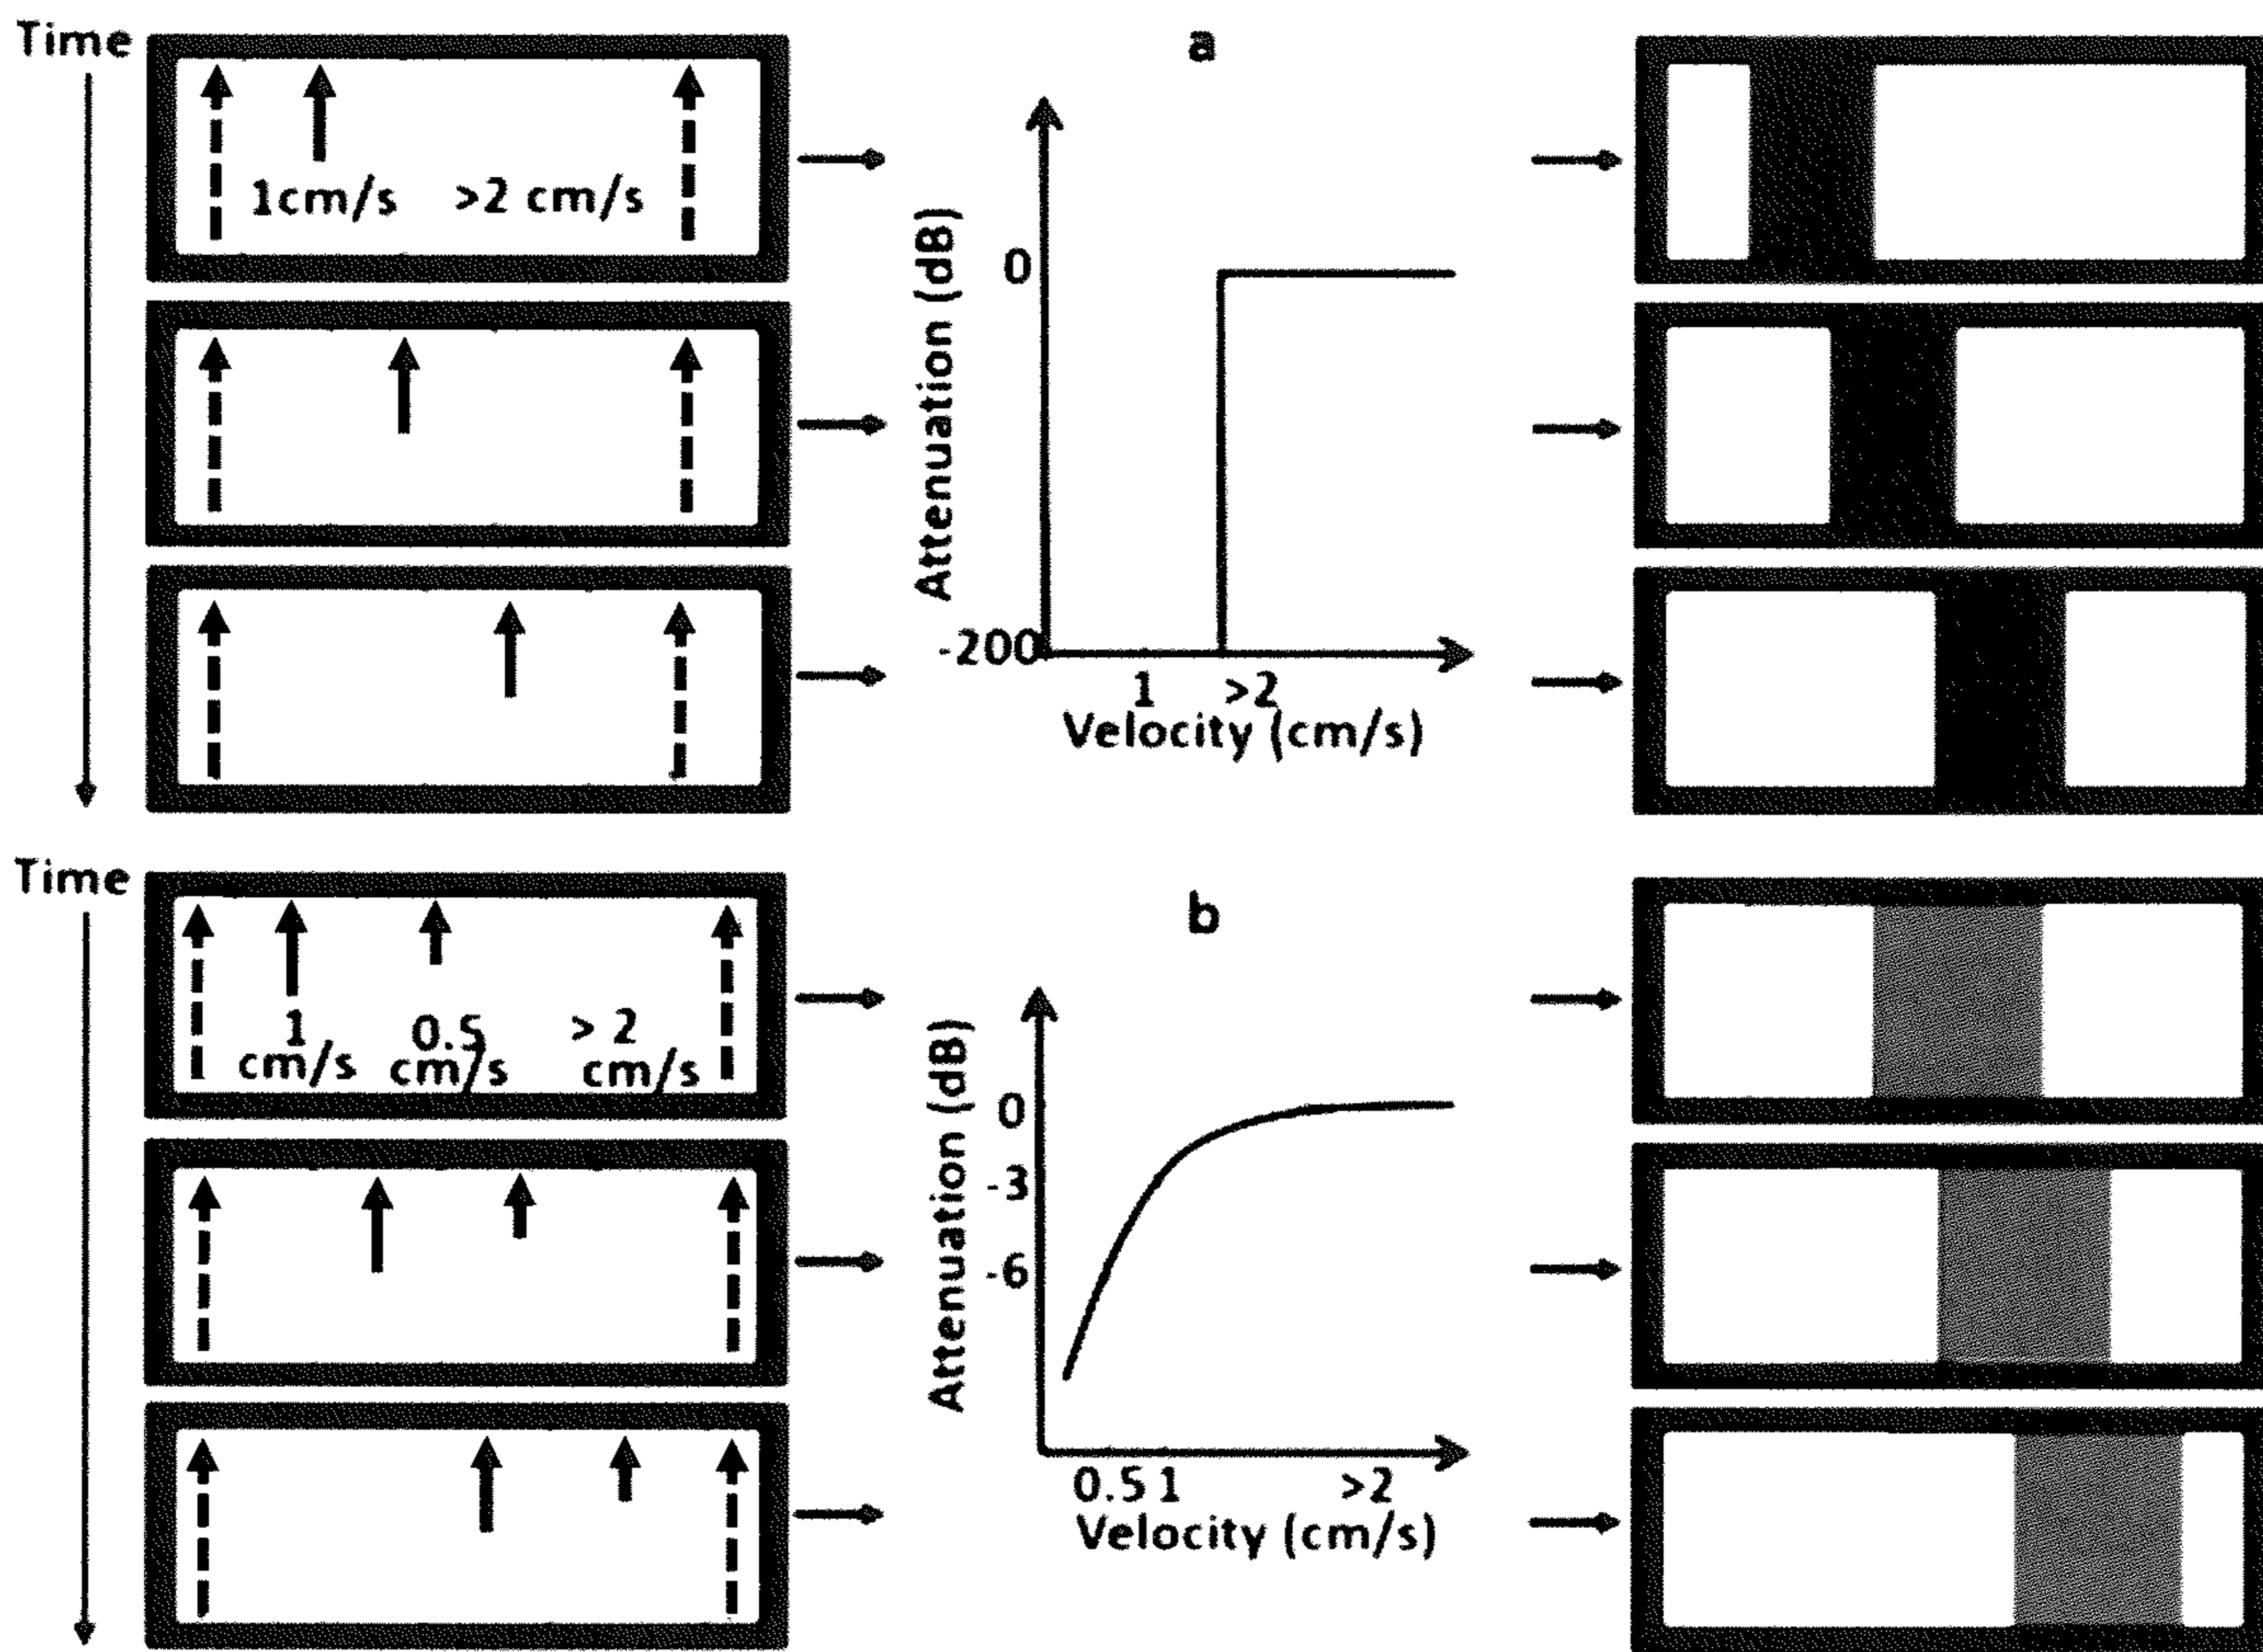 Time
a
1cm/s >2 cm/s
Attenuation (dB)
0
-200
1 >2
Velocity (cm/s)
Time
b
1 0.5 > 2
cm/s cm/s cm/s
Attenuation (dB)
0
-3
-6
0.5 1 >2
Velocity (cm/s)